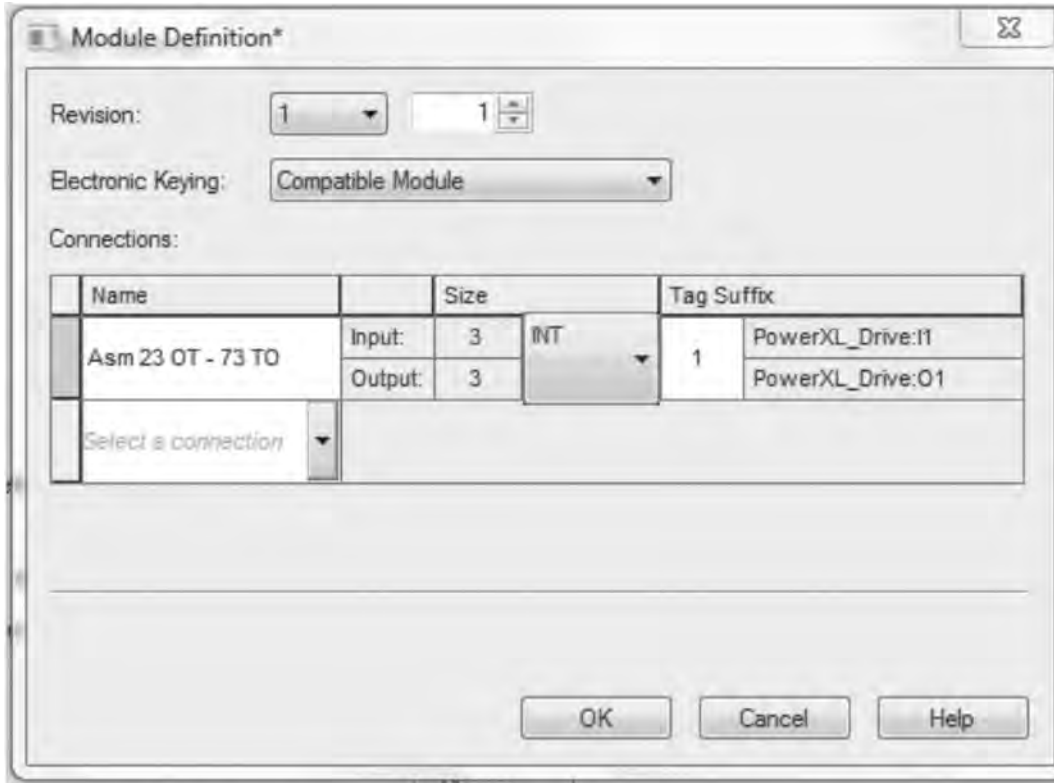 Module Definition*
Revision: 1 1
Electronic Keying: Compatible Module
Connections:
Name Size Tag Suffix
Asm 23 OT - 73 TO Input: 3 INT 1 PowerXL_Drive:I1
Output: 3 PowerXL_Drive:O1
Select a connection
OK Cancel Help